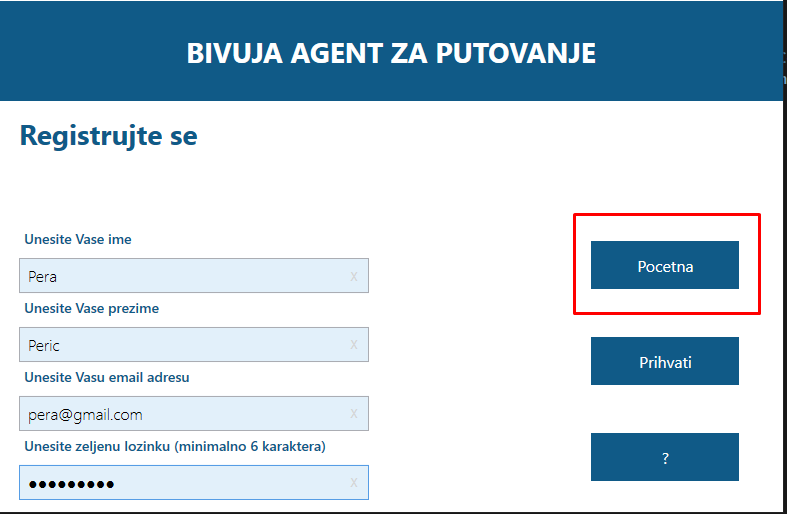 BIVUJA AGENT ZA PUTOVANJE
Registrujte se
Unesite Vase ime
Pera x
Unesite Vase prezime
Peric x
Unesite Vasu email adresu
pera@gmail.com x
Unesite zeljenu lozinku (minimalno 6 karaktera)
●●●●●●●●● x
Pocetna
Prihvati
?